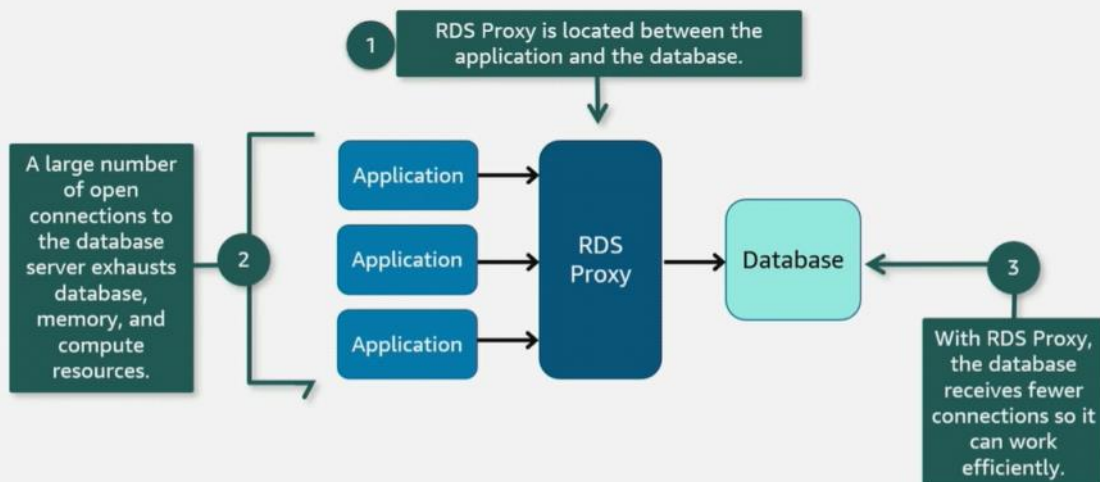 1
RDS Proxy is located between the
application and the database.
A large number
of open
connections to
the database
server exhausts
database,
memory, and
compute
resources.
2
Application
Application
Application
RDS
Proxy
Database
3
With RDS Proxy,
the database
receives fewer
connections so it
can work
efficiently.